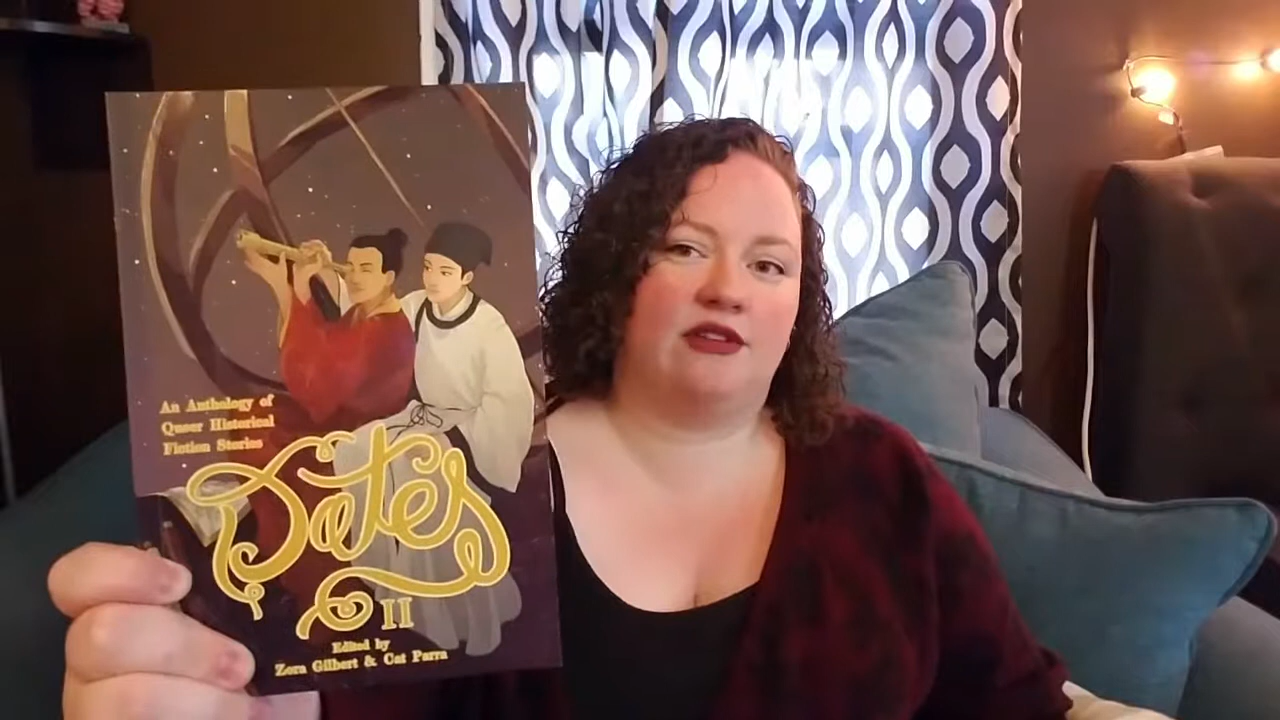 An Anthology of
Queer Historical
Fiction Stories
Dates
II
Edited by
Zora Gilbert & Cat Parra